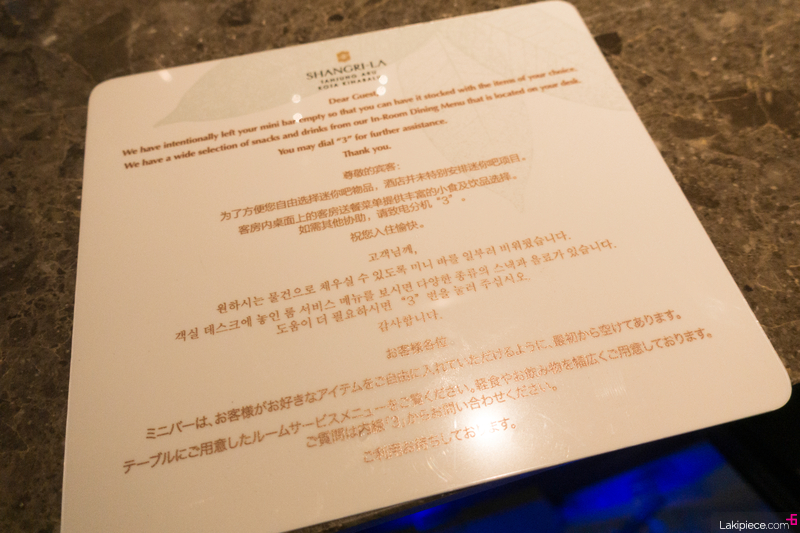 SHANGRI-LA
TANJUNG ARU
KOTA KINABALU
Dear Guest,
We have intentionally left your mini bar empty so that you can have it stocked with the items of your choice.
We have a wide selection of snacks and drinks from our In-Room Dining Menu that is located on your desk.
You may dial "3" for further assistance.
Thank you.
尊敬的宾客：
为了方便您自由选择迷你吧物品，酒店并未特别安排迷你吧项目。
客房内桌面上的客房送餐菜单提供丰富的小食及饮品选择。
如需其他协助，请致电分机“3”。
祝您入住愉快。
고객님께,
원하시는 물건으로 채우실 수 있도록 미니 바를 일부러 비워뒀습니다.
객실 데스크에 놓인 룸 서비스 메뉴를 보시면 다양한 종류의 스낵과 음료가 있습니다.
도움이 더 필요하시면 “3” 번을 눌러 주십시오.
감사합니다.
お客様各位
ミニバーは、お客様がお好きなアイテムをご自由に入れていただけるように、最初から空けてあります。
テーブルにご用意したルームサービスメニューをご覧ください。軽食やお飲み物を幅広くご用意しております。
ご質問は内線「3」からお問い合わせください。
ご利用お待ちしております。
Lakipiece.com